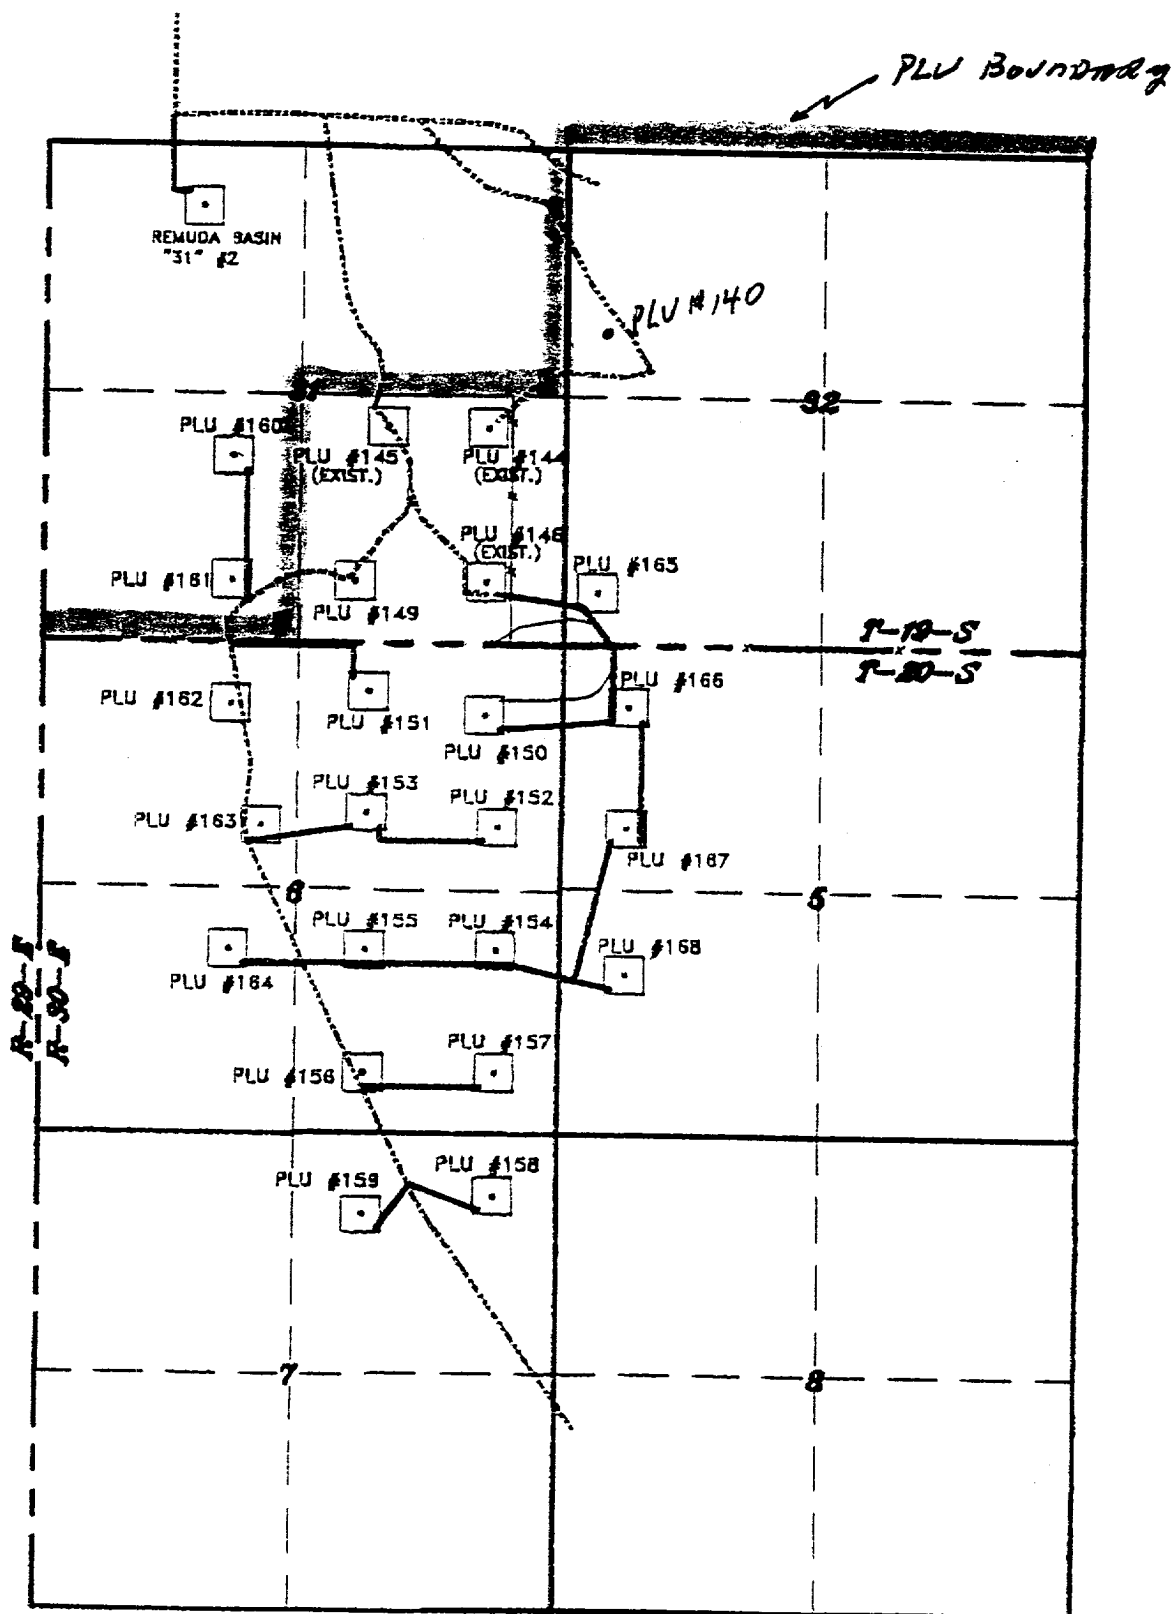 PLU Boundary
REMUDA BASIN
"31" #2
PLU #140
31
32
PLU #160
PLU #145
(EXIST.)
PLU #144
(EXIST.)
PLU #146
(EXIST.)
PLU #161
PLU #149
PLU #165
T-19-S
T-20-S
PLU #162
PLU #151
PLU #150
PLU #166
PLU #153
PLU #152
PLU #163
PLU #167
6
5
PLU #155
PLU #154
PLU #164
PLU #168
R-29-E
R-30-E
PLU #157
PLU #156
PLU #159
PLU #158
7
8